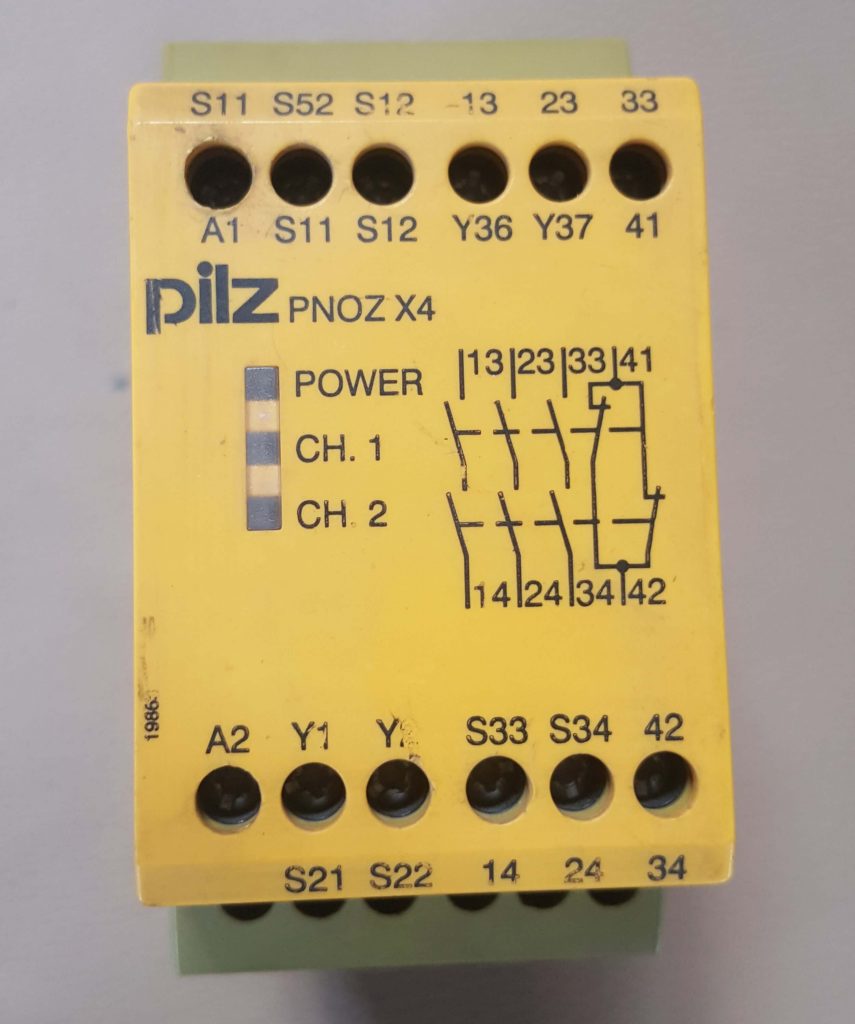 S11 S52 S12 13 23 33
A1 S11 S12 Y36 Y37 41
pilz PNOZ X4
POWER
CH. 1
CH. 2
13 23 33 41
14 24 34 42
A2 Y1 S33 S34 42
S21 S22 14 24 34